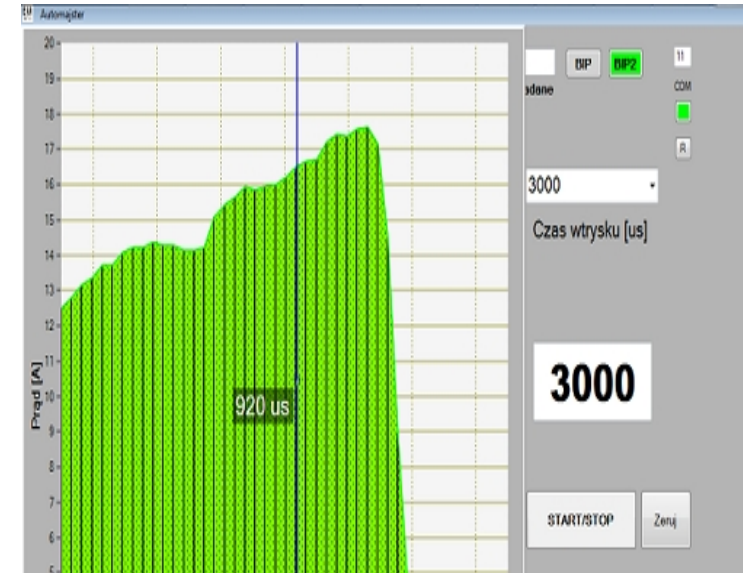 Automajster
20
19
18
17
16
15
14
13
12
11
10
9
8
7
6
5
Prąd [A]
920 us
BIP BIP2 11
adane COM
R
3000
Czas wtrysku [us]
3000
START/STOP Zeruj